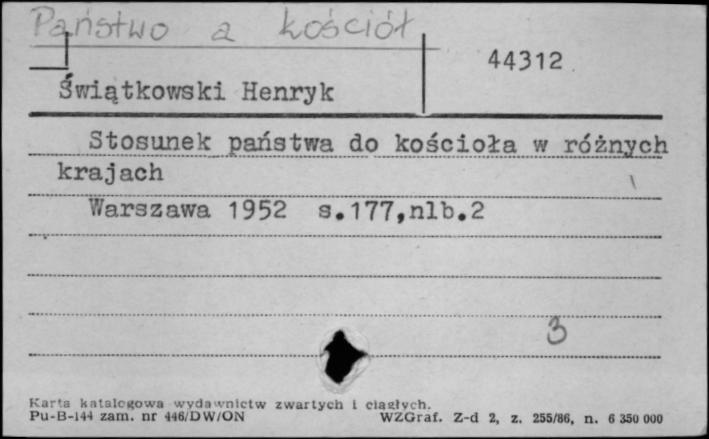 Państwo a kościół
44312
Świątkowski Henryk
Stosunek państwa do kościoła w różnych
krajach
Warszawa 1952 s.177,nlb.2
3
Karta katalogowa wydawnictw zwartych i ciągłych.
Pu-B-144 zam. nr 446/DW/ON WZGraf. Z-d 2, z. 255/86, n. 6 350 000